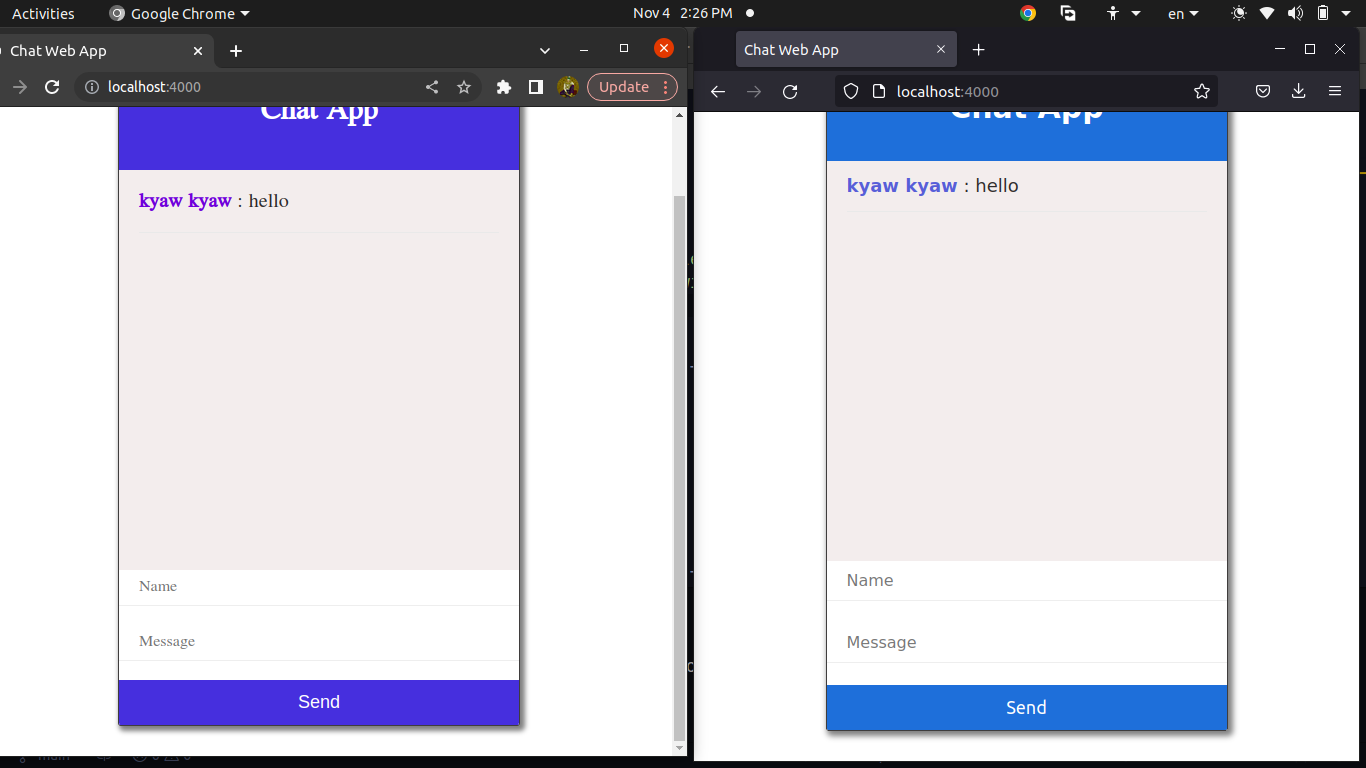 Activities
Google Chrome
Nov 4 2:26 PM
en
Chat Web App
localhost:4000
Update
Chat App
kyaw kyaw : hello
Name
Message
Send
Chat Web App
localhost:4000
Chat App
kyaw kyaw : hello
Name
Message
Send
main